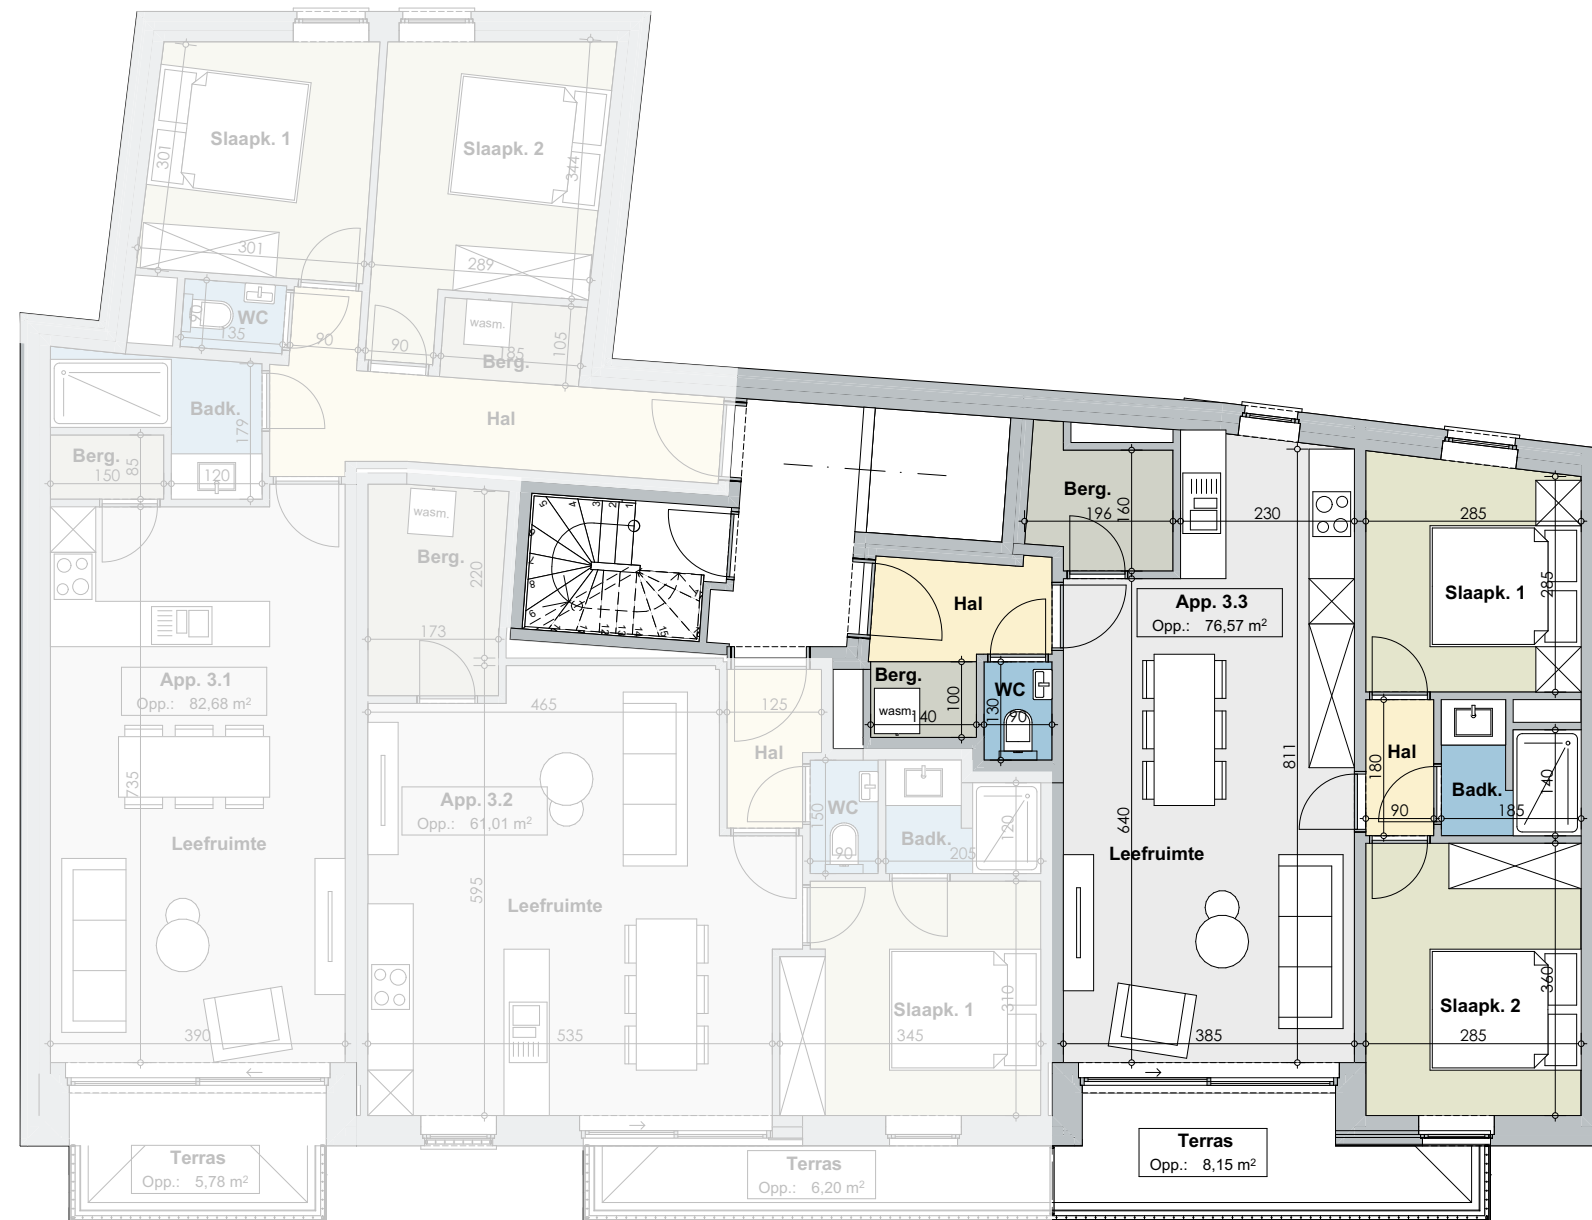 Slaapk. 1
301
301
Slaapk. 2
344
289
WC
90
135
90
90
wasm.
185
105
Berg.
Badk.
179
Hal
Berg.
150
85
120
wasm.
Berg.
220
173
App. 3.1
Opp.: 82,68 m²
735
Leefruimte
390
Terras
Opp.: 5,78 m²
465
125
Hal
App. 3.2
Opp.: 61,01 m²
595
Leefruimte
535
WC
150
90
Badk.
205
120
Slaapk. 1
310
345
Terras
Opp.: 6,20 m²
Berg.
196
160
230
285
Slaapk. 1
285
Hal
App. 3.3
Opp.: 76,57 m²
Berg.
wasm.
140
100
WC
130
90
811
640
Leefruimte
385
Hal
180
90
Badk.
140
185
Slaapk. 2
360
285
Terras
Opp.: 8,15 m²